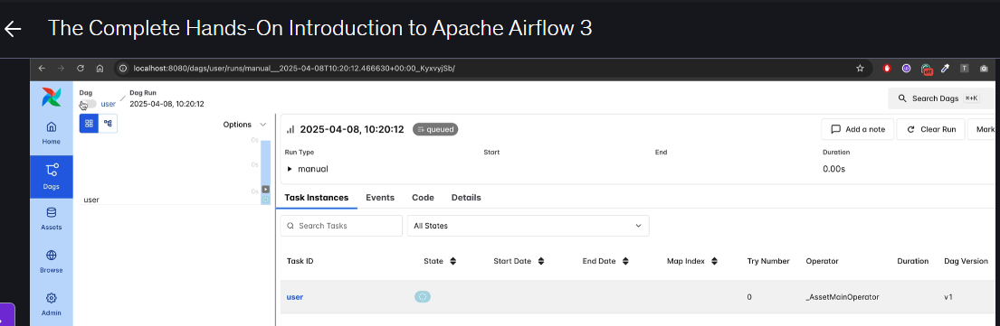 The Complete Hands-On Introduction to Apache Airflow 3
localhost:8080/dags/user/runs/manual__2025-04-08T10:20:12.466630+00:00_KyxvyjSb/
off
T
Dag
user
/
Dag Run
2025-04-08, 10:20:12
Search Dags
⌘+K
Home
Dags
Assets
Browse
Admin
Options
0s
0s
0s
user
2025-04-08, 10:20:12
queued
Add a note
Clear Run
Mark
Run Type
Start
End
Duration
manual
0.00s
Task Instances
Events
Code
Details
Search Tasks
All States
Task ID
State
Start Date
End Date
Map Index
Try Number
Operator
Duration
Dag Version
user
0
_AssetMainOperator
v1